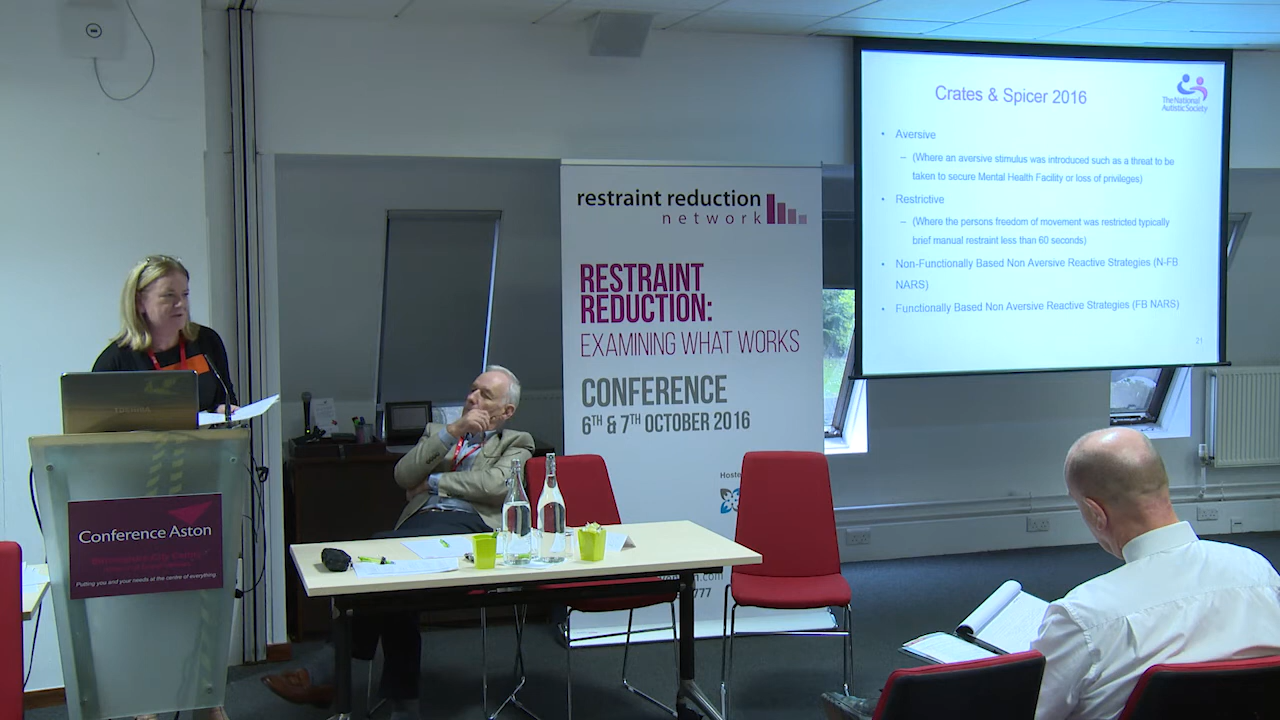 Crates & Spicer 2016
The National
Autistic Society
• Aversive
– (Where an aversive stimulus was introduced such as a threat to be
taken to secure Mental Health Facility or loss of privileges)
• Restrictive
– (Where the persons freedom of movement was restricted typically
brief manual restraint less than 60 seconds)
• Non-Functionally Based Non Aversive Reactive Strategies (N-FB
NARS)
• Functionally Based Non Aversive Reactive Strategies (FB NARS)
21
restraint reduction
network
RESTRAINT
REDUCTION:
EXAMINING WHAT WORKS
CONFERENCE
6TH & 7TH OCTOBER 2016
Hoste
777
TOSHIBA
Conference Aston
Putting you and your needs at the centre of everything